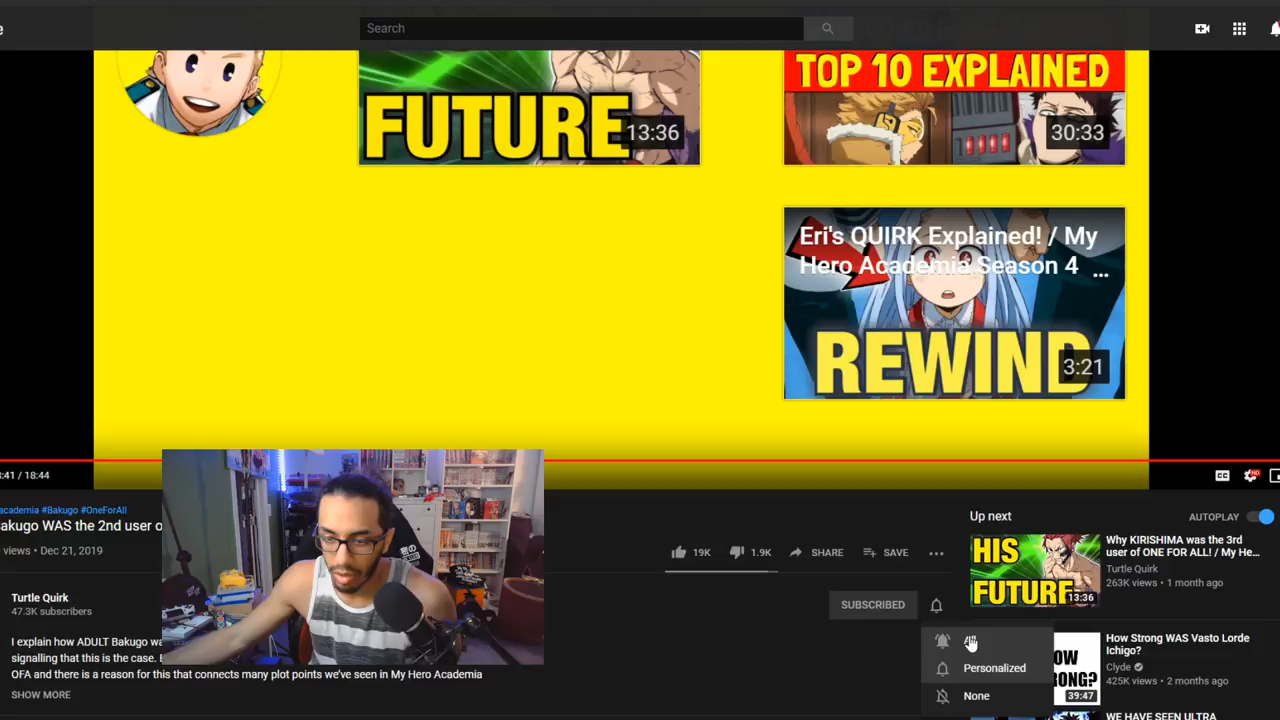 e
Search
FUTURE
13:36
TOP 10 EXPLAINED
30:33
Eri's QUIRK Explained! / My
Hero Academia Season 4 ...
REWIND
3:21
:41 / 18:44
CC
HD
academia #Bakugo #OneForAll
akugo WAS the 2nd user o
views • Dec 21, 2019
19K
1.9K
SHARE
SAVE
Turtle Quirk
47.3K subscribers
SUBSCRIBED
I explain how ADULT Bakugo wa
signalling that this is the case.
OFA and there is a reason for this that connects many plot points we've seen in My Hero Academia
SHOW MORE
Personalized
None
Up next
AUTOPLAY
HIS
FUTURE
13:36
Why KIRISHIMA was the 3rd
user of ONE FOR ALL! / My He...
Turtle Quirk
263K views • 1 month ago
OW
RONG?
39:47
How Strong WAS Vasto Lorde
Ichigo?
Clyde
425K views • 2 months ago
WE HAVE SEEN ULTRA